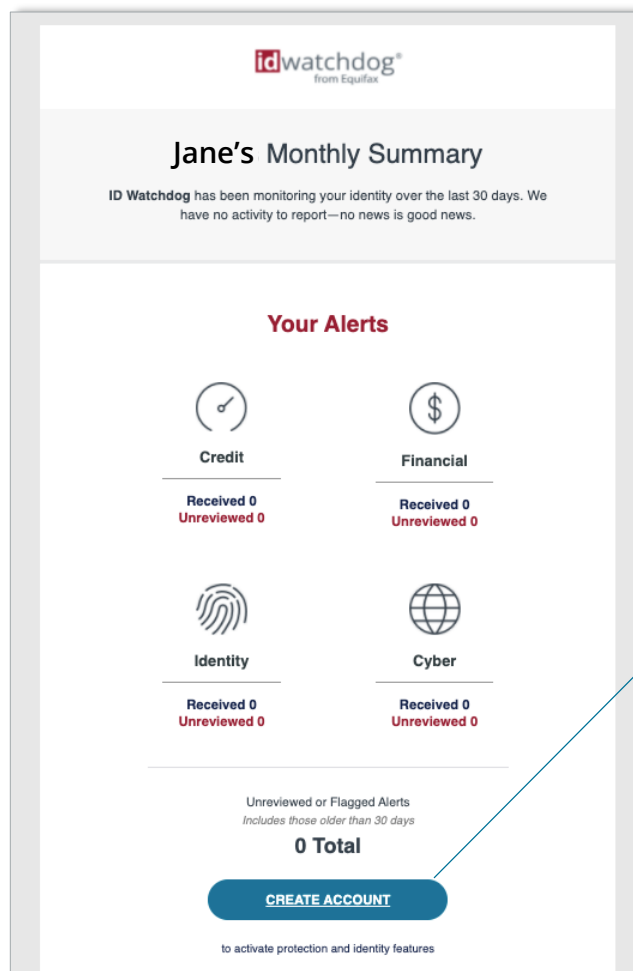 idwatchdog®
from Equifax
Jane's Monthly Summary
ID Watchdog has been monitoring your identity over the last 30 days. We
have no activity to report—no news is good news.
Your Alerts
Credit
Financial
Received 0
Unreviewed 0
Received 0
Unreviewed 0
Identity
Cyber
Received 0
Unreviewed 0
Received 0
Unreviewed 0
Unreviewed or Flagged Alerts
Includes those older than 30 days
0 Total
CREATE ACCOUNT
to activate protection and identity features